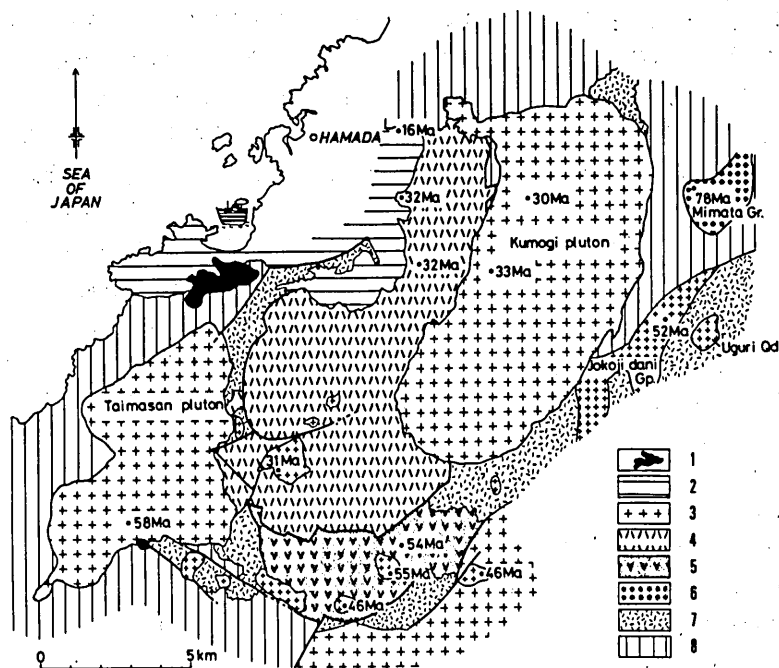 HAMADA
16Ma
SEA
OF
JAPAN
32Ma
30Ma
78Ma
Mimata Gr.
Kumogi pluton
32Ma
33Ma
52Ma
Uguri Qd
Jokoji dani
Gp.
Taimasan pluton
31Ma
58Ma
54Ma
55Ma
46Ma
46Ma
0 5km
1
2
3
4
5
6
7
8